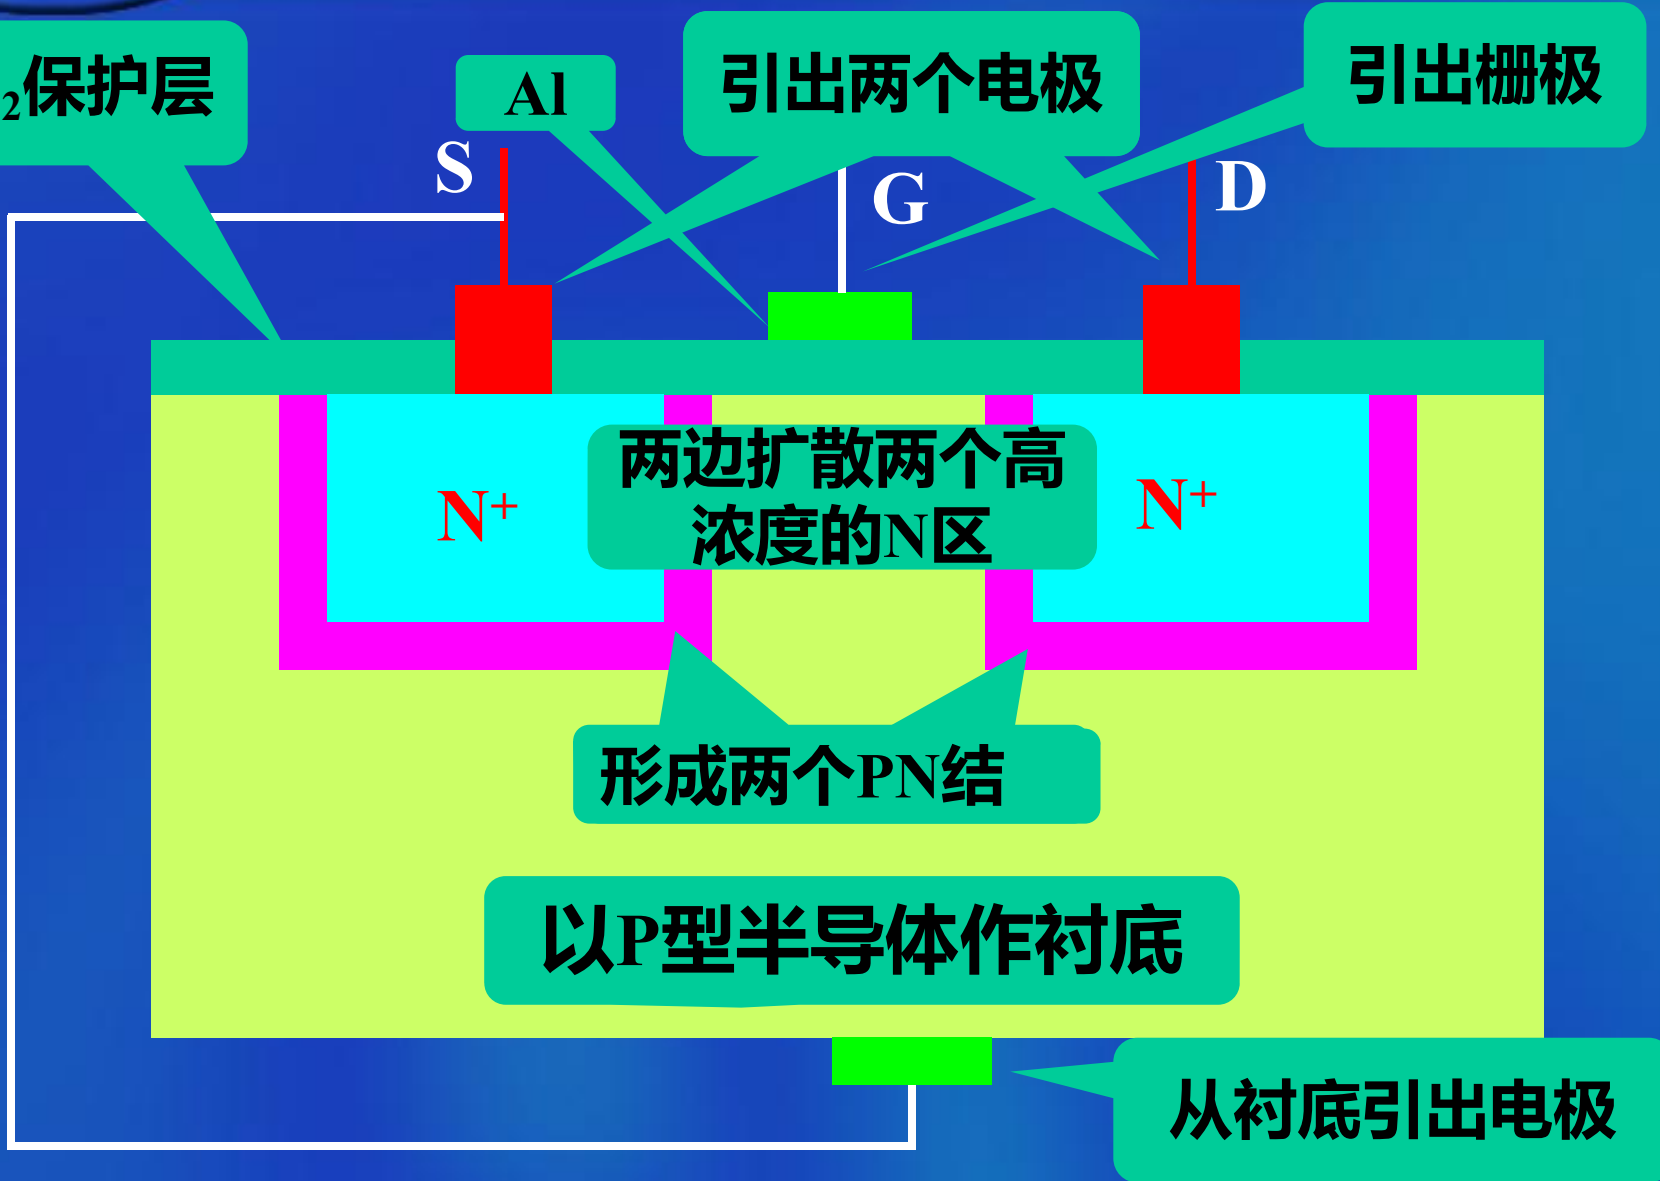 ₂保护层
Al
引出两个电极
引出栅极
S
G
D
两边扩散两个高
浓度的N区
N⁺
N⁺
形成两个PN结
以P型半导体作衬底
从衬底引出电极